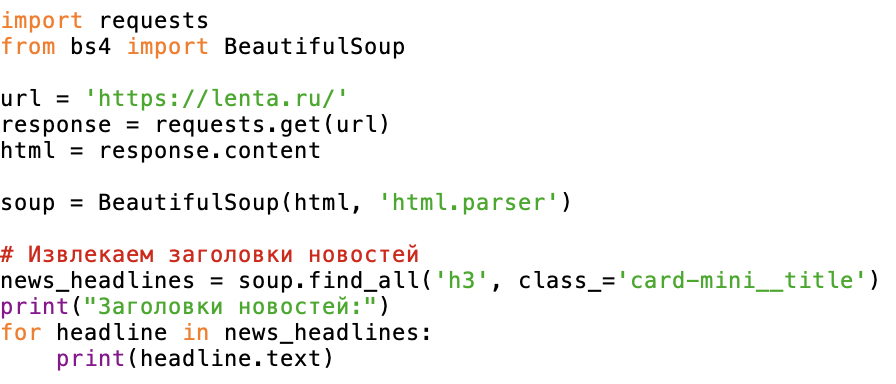 import requests
from bs4 import BeautifulSoup
url = 'https://lenta.ru/'
response = requests.get(url)
html = response.content
soup = BeautifulSoup(html, 'html.parser')
# Извлекаем заголовки новостей
news_headlines = soup.find_all('h3', class_='card-mini__title')
print("Заголовки новостей:")
for headline in news_headlines:
    print(headline.text)